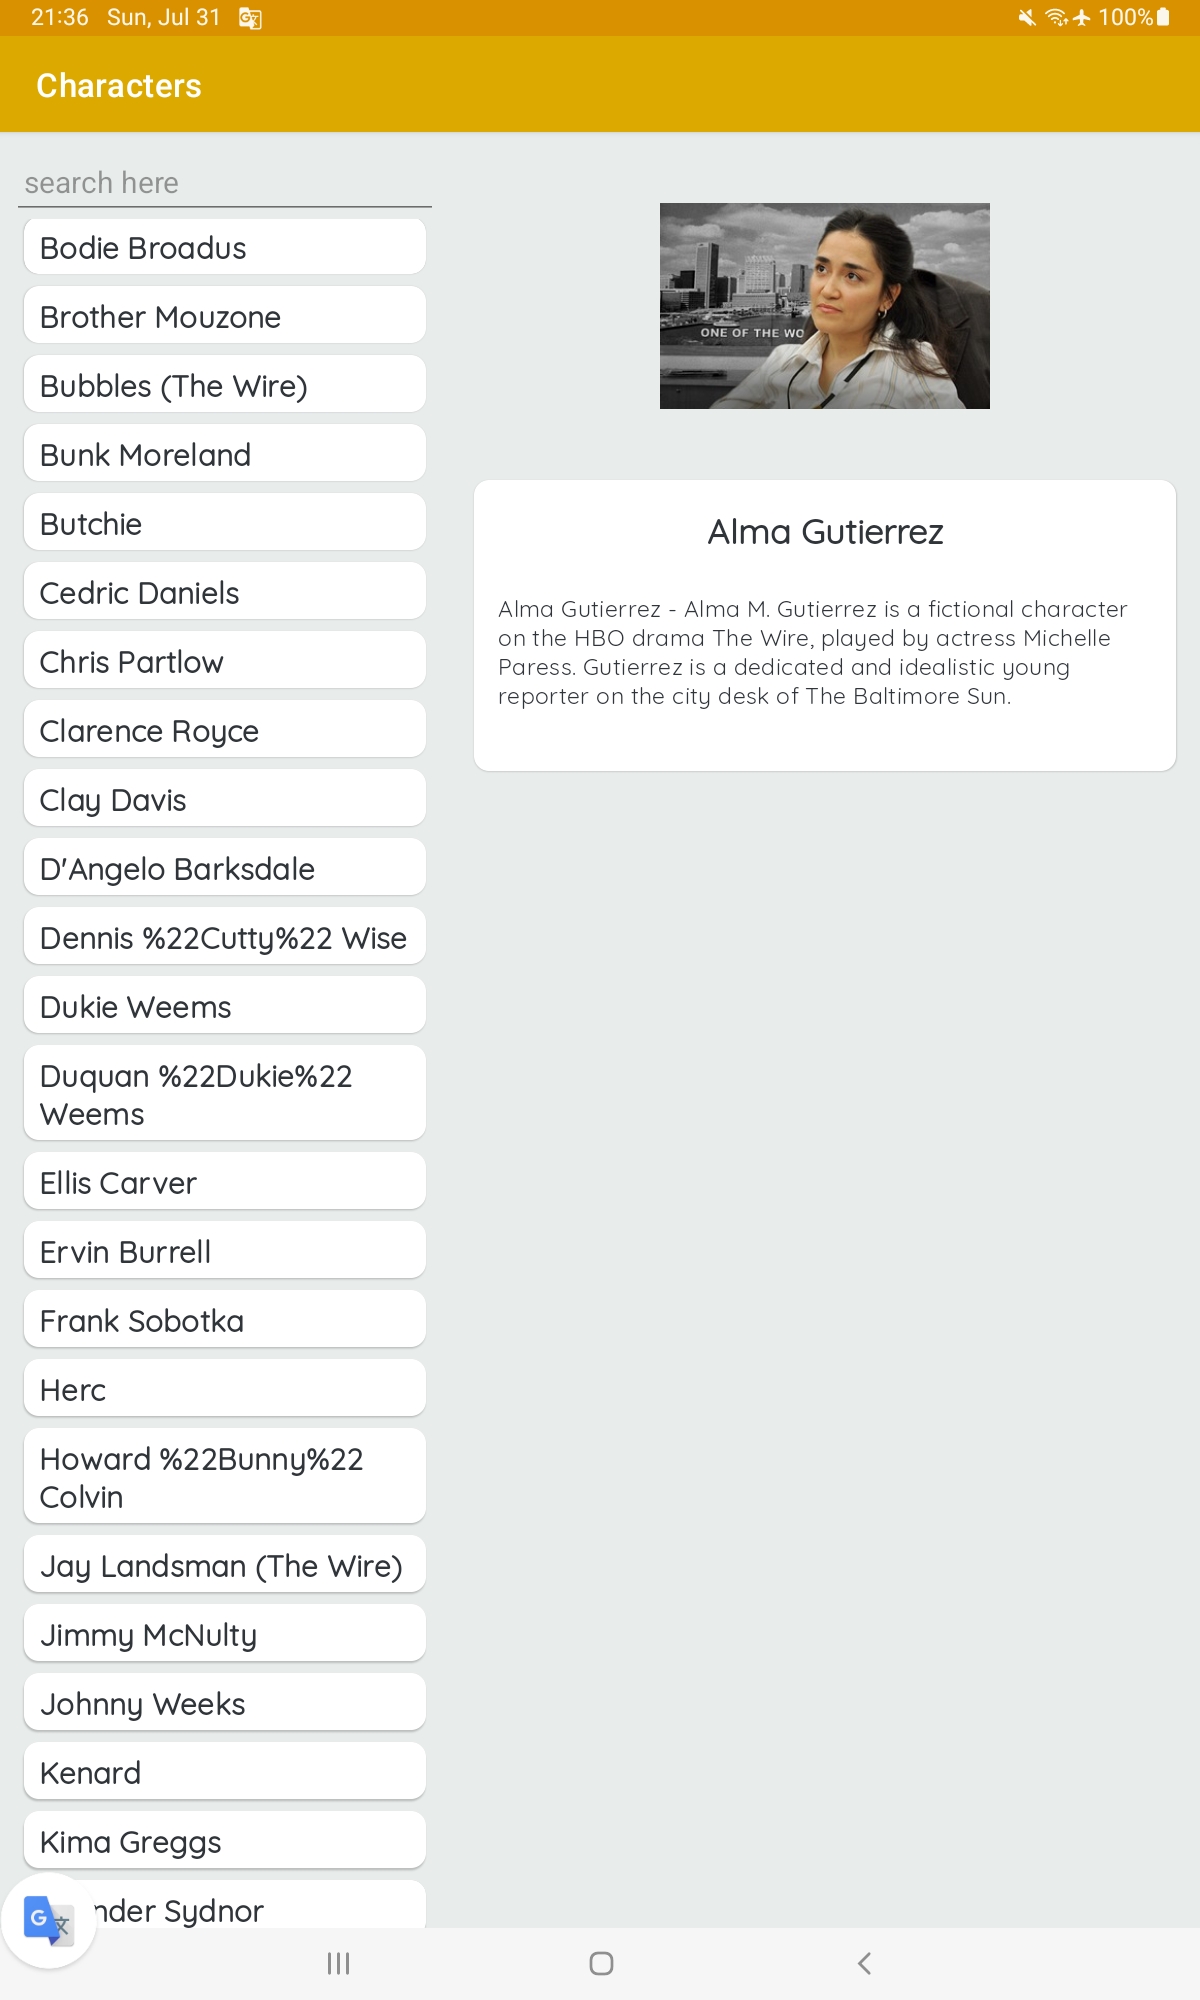 21:36 Sun, Jul 31 100%
Characters
search here
Bodie Broadus
Brother Mouzone
Bubbles (The Wire)
Bunk Moreland
Butchie
Cedric Daniels
Chris Partlow
Clarence Royce
Clay Davis
D'Angelo Barksdale
Dennis %22Cutty%22 Wise
Dukie Weems
Duquan %22Dukie%22
Weems
Ellis Carver
Ervin Burrell
Frank Sobotka
Herc
Howard %22Bunny%22
Colvin
Jay Landsman (The Wire)
Jimmy McNulty
Johnny Weeks
Kenard
Kima Greggs
nder Sydnor
G 文
ONE OF THE WO
Alma Gutierrez
Alma Gutierrez - Alma M. Gutierrez is a fictional character
on the HBO drama The Wire, played by actress Michelle
Paress. Gutierrez is a dedicated and idealistic young
reporter on the city desk of The Baltimore Sun.